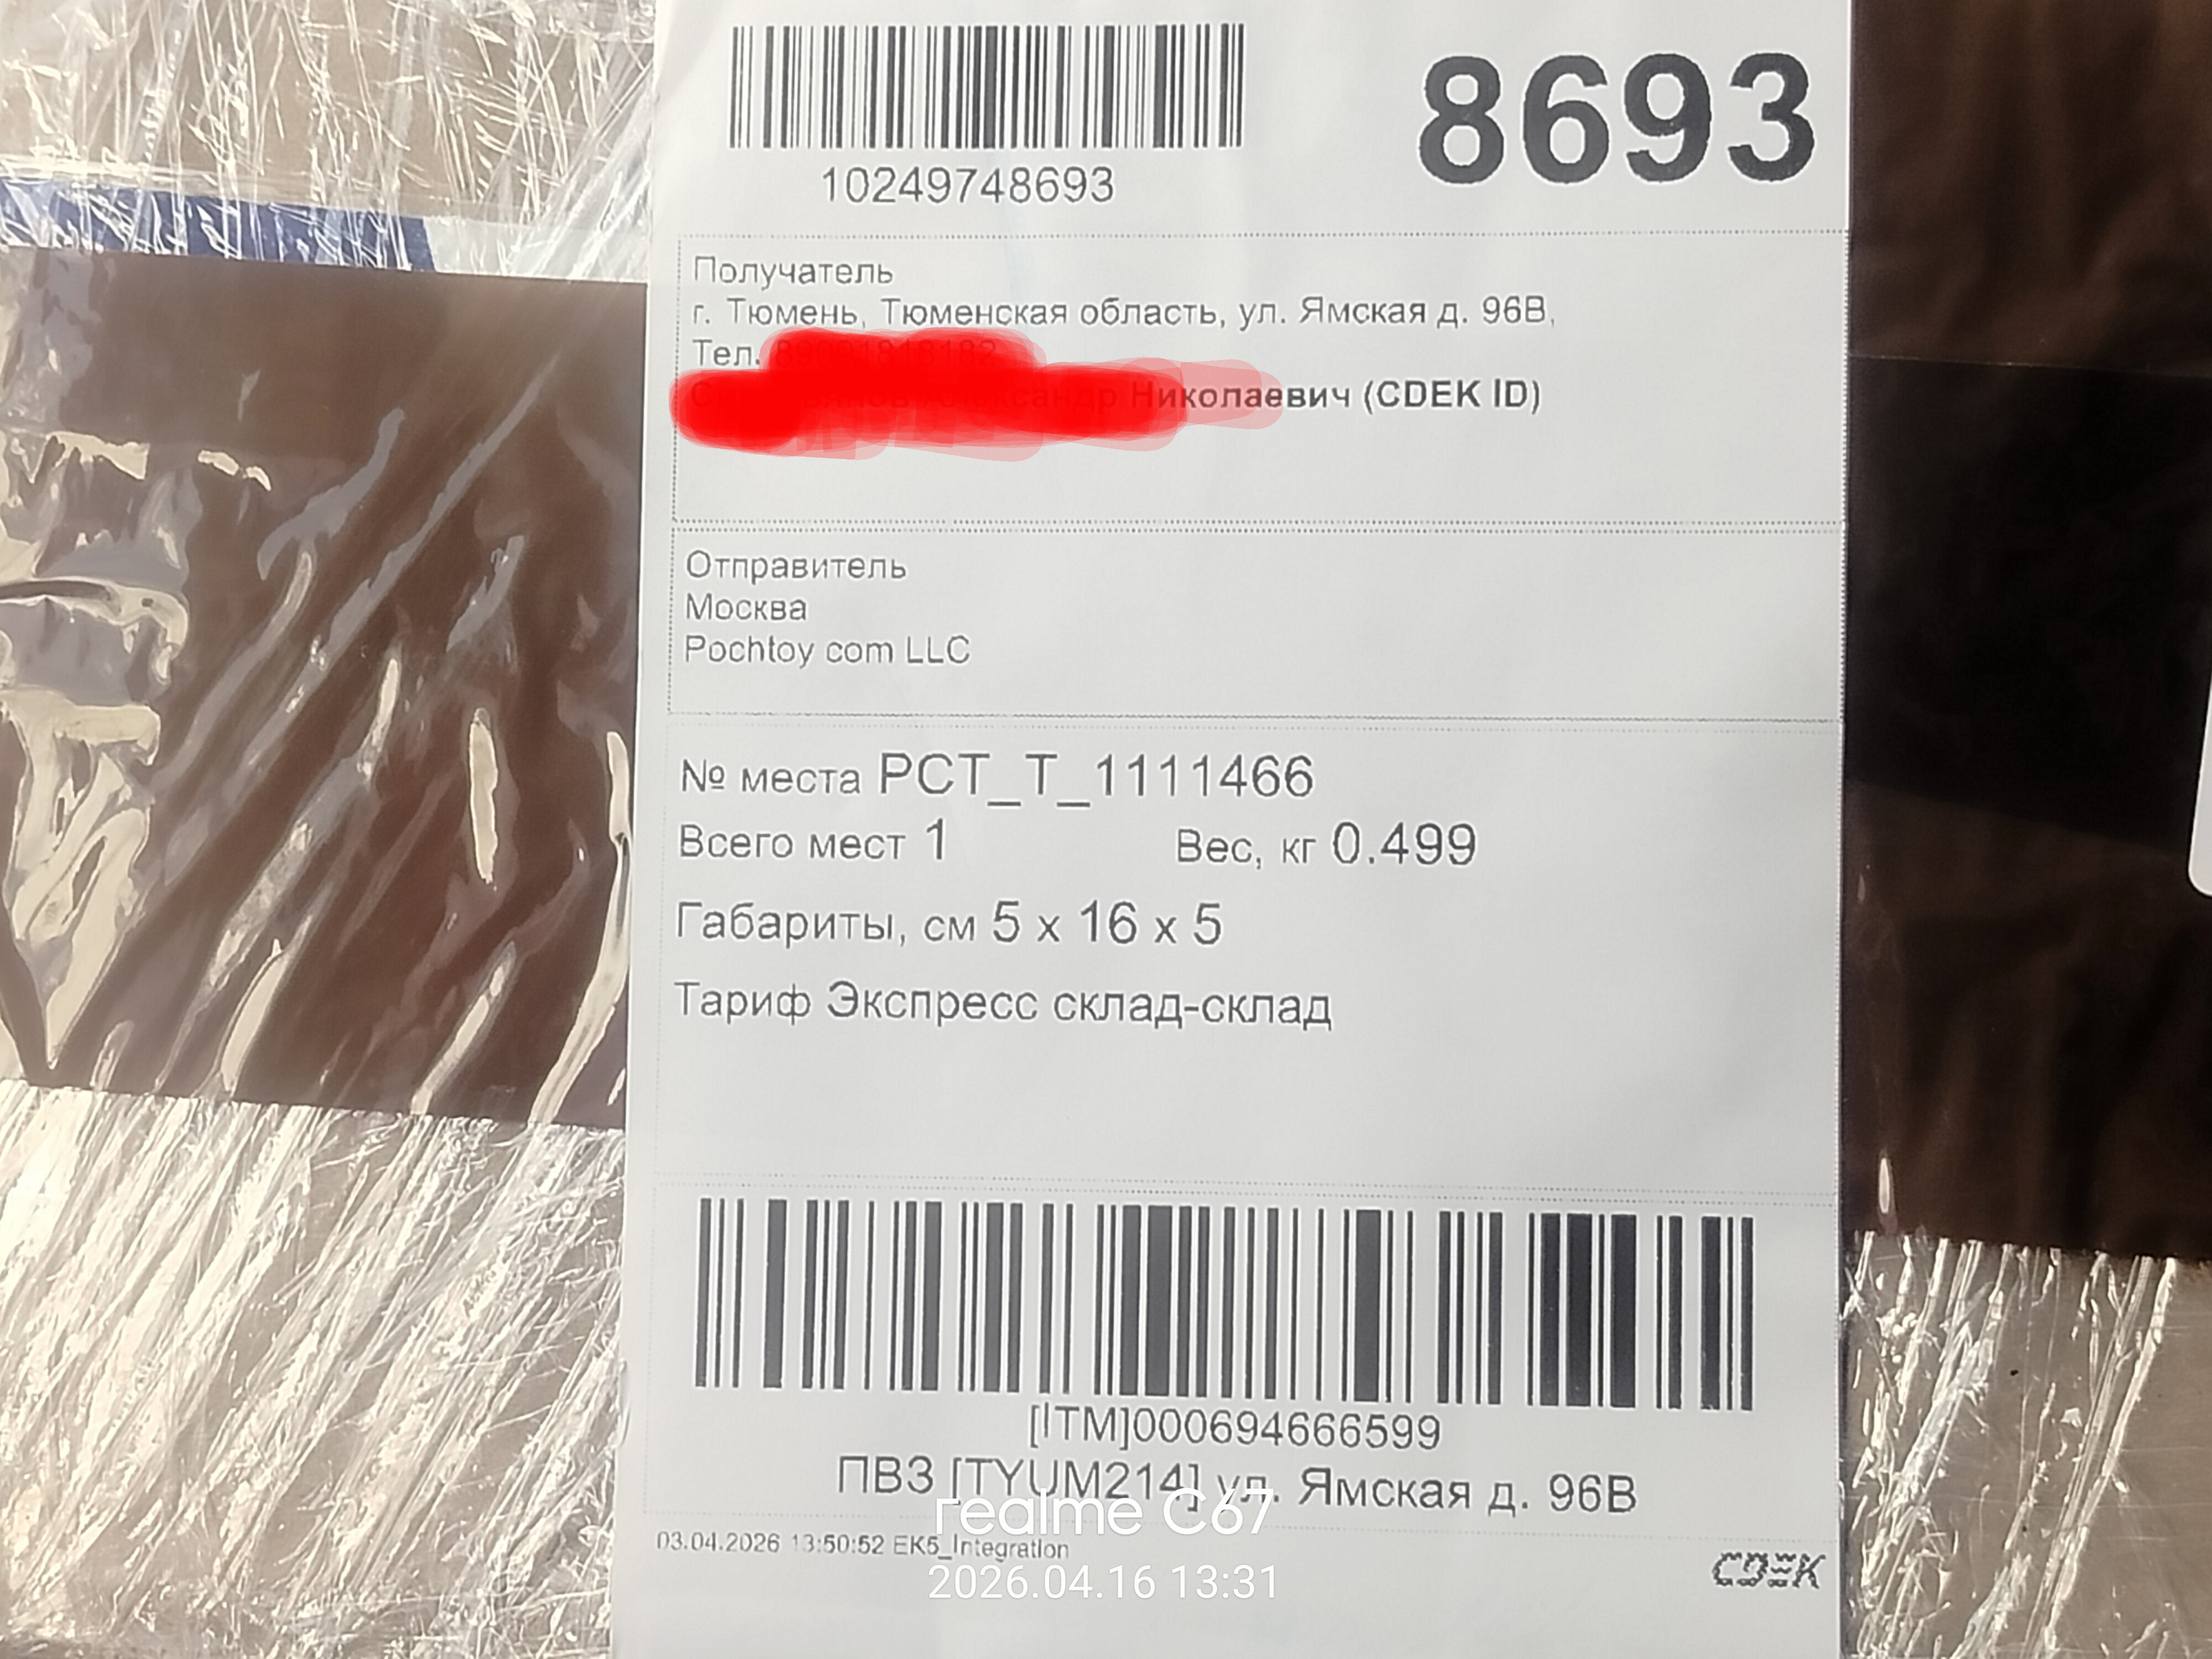 10249748693
8693
Получатель
г. Тюмень, Тюменская область, ул. Ямская д. 96В,
Тел.
Николаевич (CDEK ID)
Отправитель
Москва
Pochtoy com LLC
№ места PCT_T_1111466
Всего мест 1 Вес, кг 0.499
Габариты, см 5 x 16 x 5
Тариф Экспресс склад-склад
[ITM]000694666599
ПВЗ [TYUM214] ул. Ямская д. 96В
realme C67
03.04.2026 13:50:52 EK5_Integration
2026.04.16 13:31
CDEK